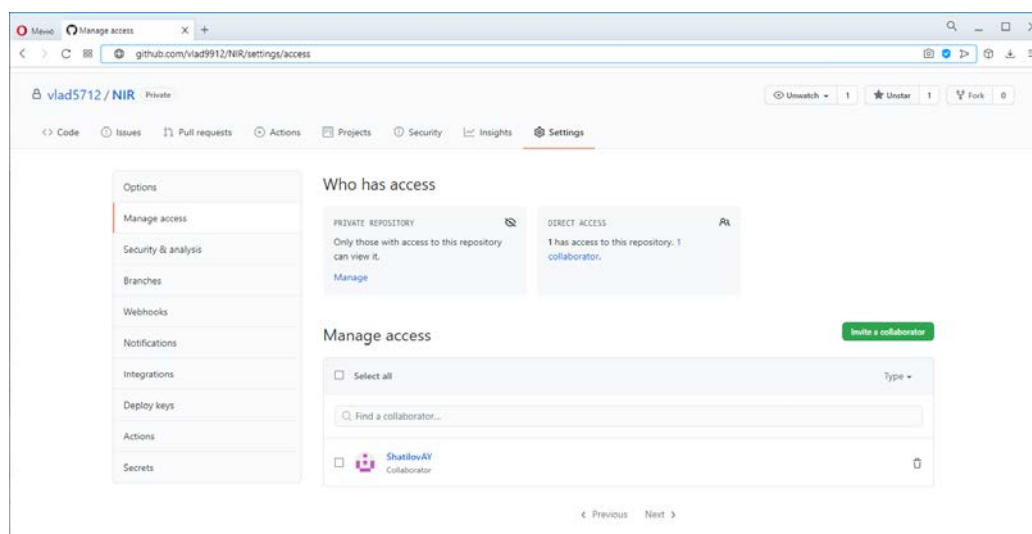 Меню Manage access
github.com/vlad9912/NIR/settings/access
vlad5712 / NIR Private
Unwatch 1 Unstar 1 Fork 0
Code Issues Pull requests Actions Projects Security Insights Settings
Options
Manage access
Security & analysis
Branches
Webhooks
Notifications
Integrations
Deploy keys
Actions
Secrets
Who has access
PRIVATE REPOSITORY
Only those with access to this repository
can view it.
Manage
DIRECT ACCESS
1 has access to this repository. 1
collaborator.
Manage access
Invite a collaborator
Select all Type
Find a collaborator...
ShatilovAY
Collaborator
Previous Next